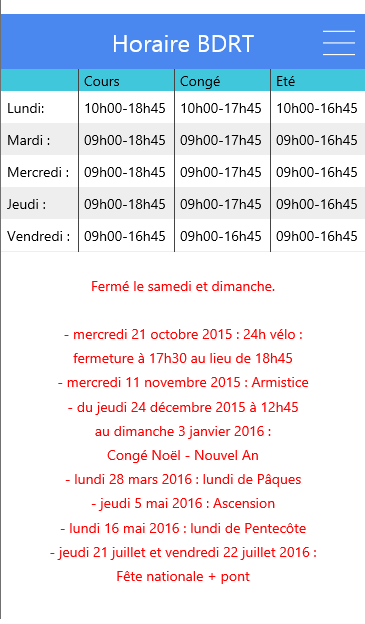 Horaire BDRT
Cours Congé Eté
Lundi: 10h00-18h45 10h00-17h45 10h00-16h45
Mardi : 09h00-18h45 09h00-17h45 09h00-16h45
Mercredi : 09h00-18h45 09h00-17h45 09h00-16h45
Jeudi : 09h00-18h45 09h00-17h45 09h00-16h45
Vendredi : 09h00-16h45 09h00-16h45 09h00-16h45
Fermé le samedi et dimanche.
- mercredi 21 octobre 2015 : 24h vélo :
fermeture à 17h30 au lieu de 18h45
- mercredi 11 novembre 2015 : Armistice
- du jeudi 24 décembre 2015 à 12h45
au dimanche 3 janvier 2016 :
Congé Noël - Nouvel An
- lundi 28 mars 2016 : lundi de Pâques
- jeudi 5 mai 2016 : Ascension
- lundi 16 mai 2016 : lundi de Pentecôte
- jeudi 21 juillet et vendredi 22 juillet 2016 :
Fête nationale + pont